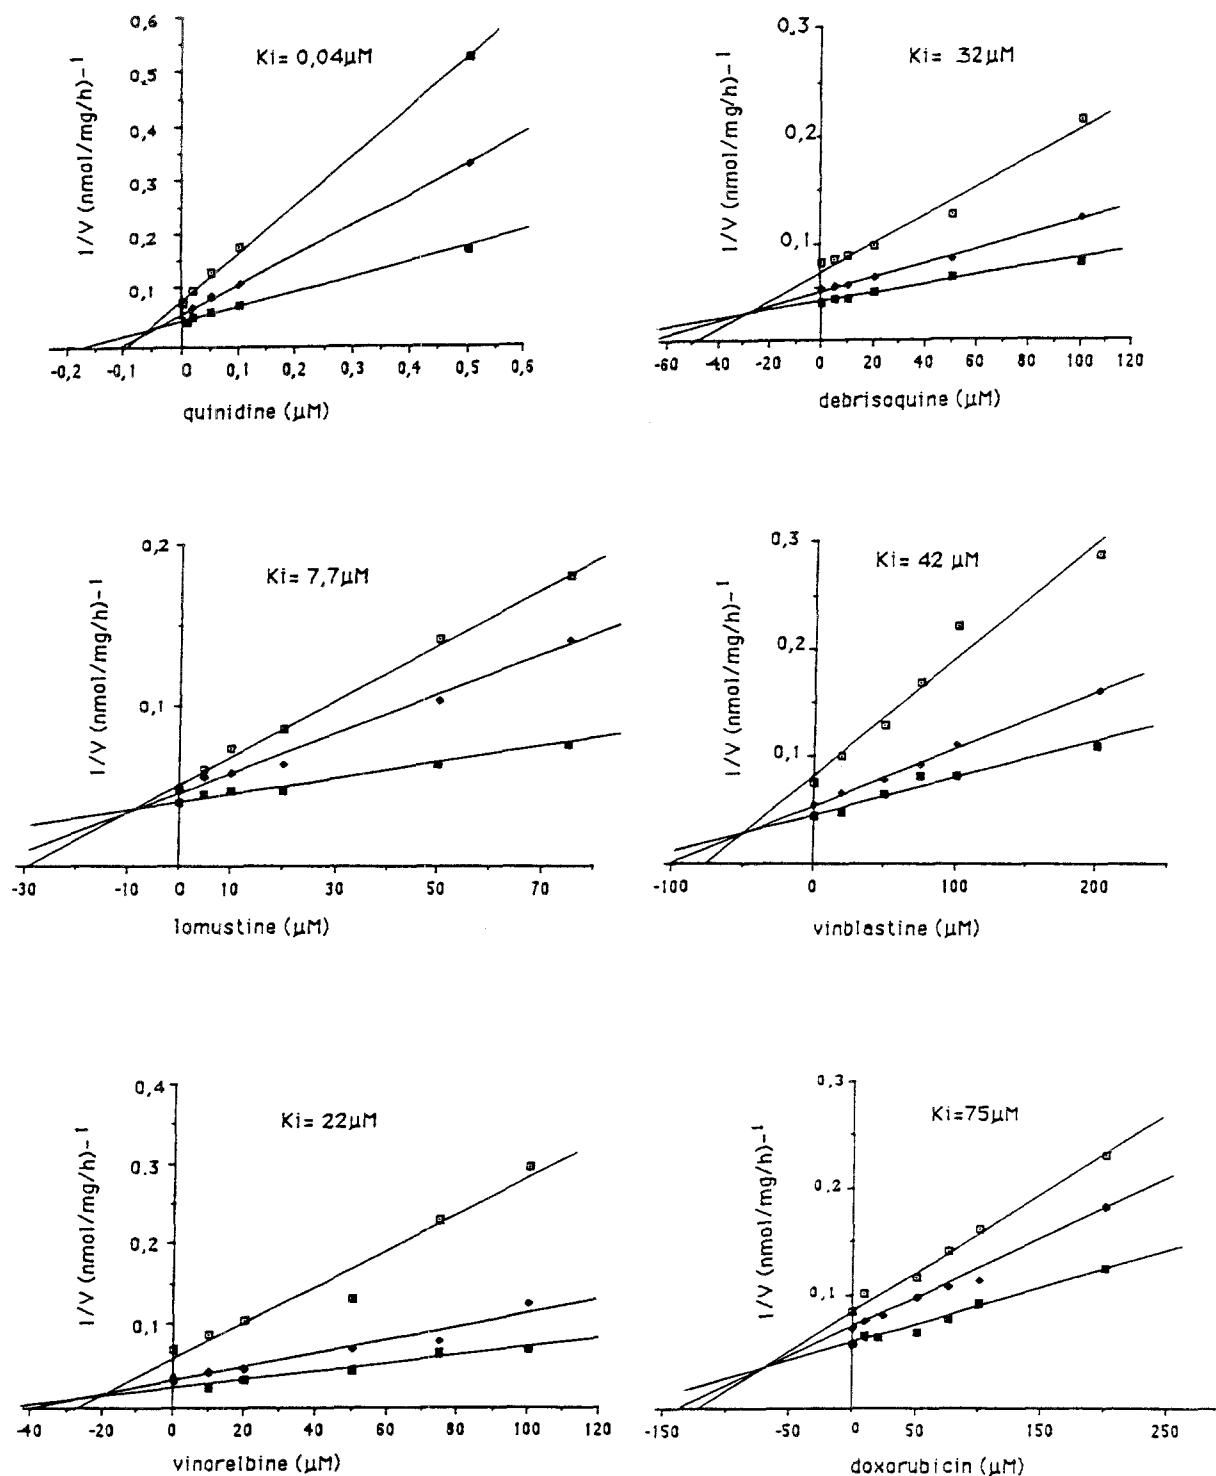 0,6
0,5
0,4
0,3
0,2
0,1
0
1/V (nmol/mg/h)-1
Ki= 0,04µM
-0,2 -0,1 0 0,1 0,2 0,3 0,4 0,5 0,6
quinidine (µM)
0.3
0,2
0,1
0
1/V (nmol/mg/h)-1
Ki= 32µM
-60 -40 -20 0 20 40 60 80 100 120
debrisoquine (µM)
0,2
0,1
1/V (nmol/mg/h)-1
Ki= 7,7µM
-30 -10 0 10 30 50 70
lomustine (µM)
0,3
0,2
0,1
1/V (nmol/mg/h)-1
Ki= 42 µM
-100 0 100 200
vinblastine (µM)
0,4
0.3
0,2
0,1
1/V (nmol/mg/h)-1
Ki= 22µM
-40 -20 0 20 40 60 80 100 120
vinorelbine (µM)
0,3
0,2
0,1
1/V (nmol/mg/h)-1
Ki=75µM
-150 -50 0 50 150 250
doxorubicin (µM)